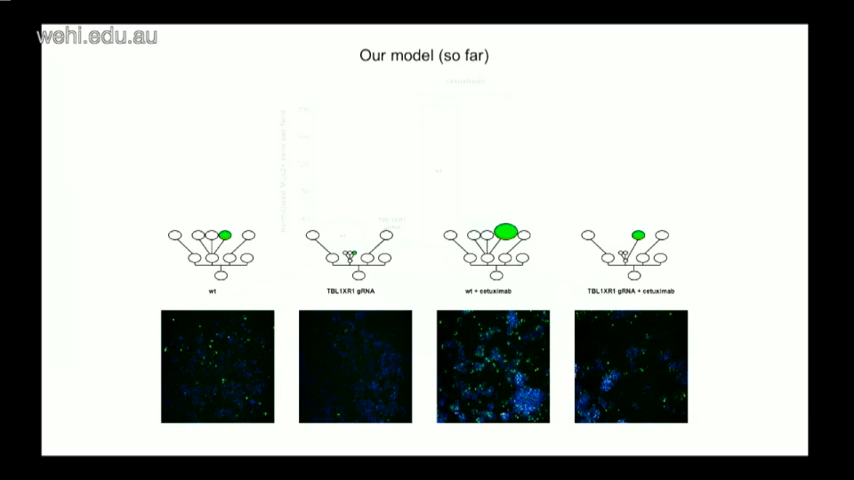 wehi.edu.au
Our model (so far)
wt
TBL1XR1 gRNA
wt + cetuximab
TBL1XR1 gRNA + cetuximab